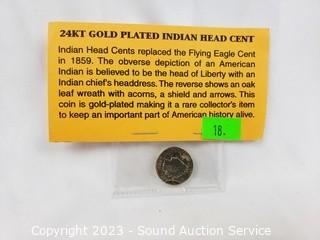 24KT GOLD PLATED INDIAN HEAD CENT
Indian Head Cents replaced the Flying Eagle Cent
in 1859. The obverse depiction of an American
Indian is believed to be the head of Liberty with an
Indian chief's headdress. The reverse shows an oak
leaf wreath with acorns, a shield and arrows. This
coin is gold-plated making it a rare collector's item
to keep an important part of American history alive.
18.
Copyright 2023 - Sound Auction Service